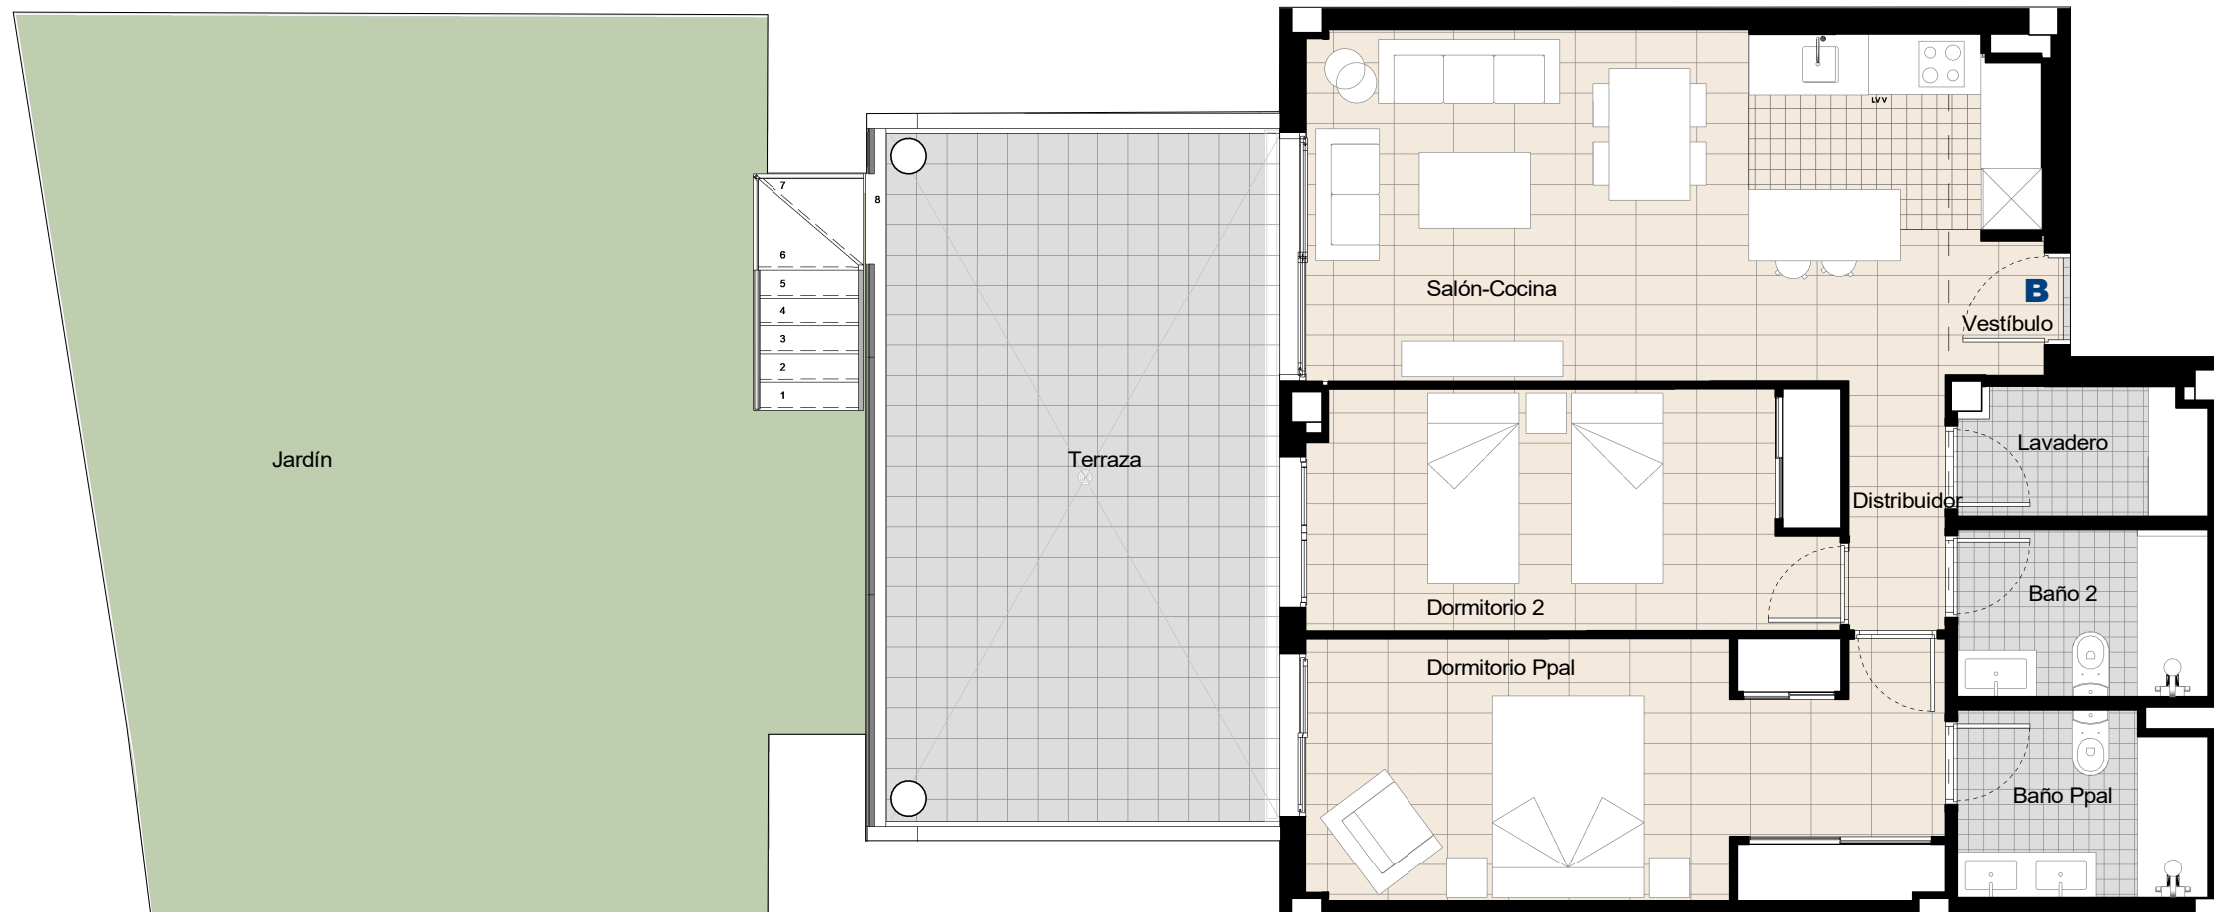 LVV
7
8
6
5
4
3
2
1
Salón-Cocina
B
Vestíbulo
Jardín
Terraza
Lavadero
Distribuidor
Baño 2
Dormitorio 2
Dormitorio Ppal
Baño Ppal